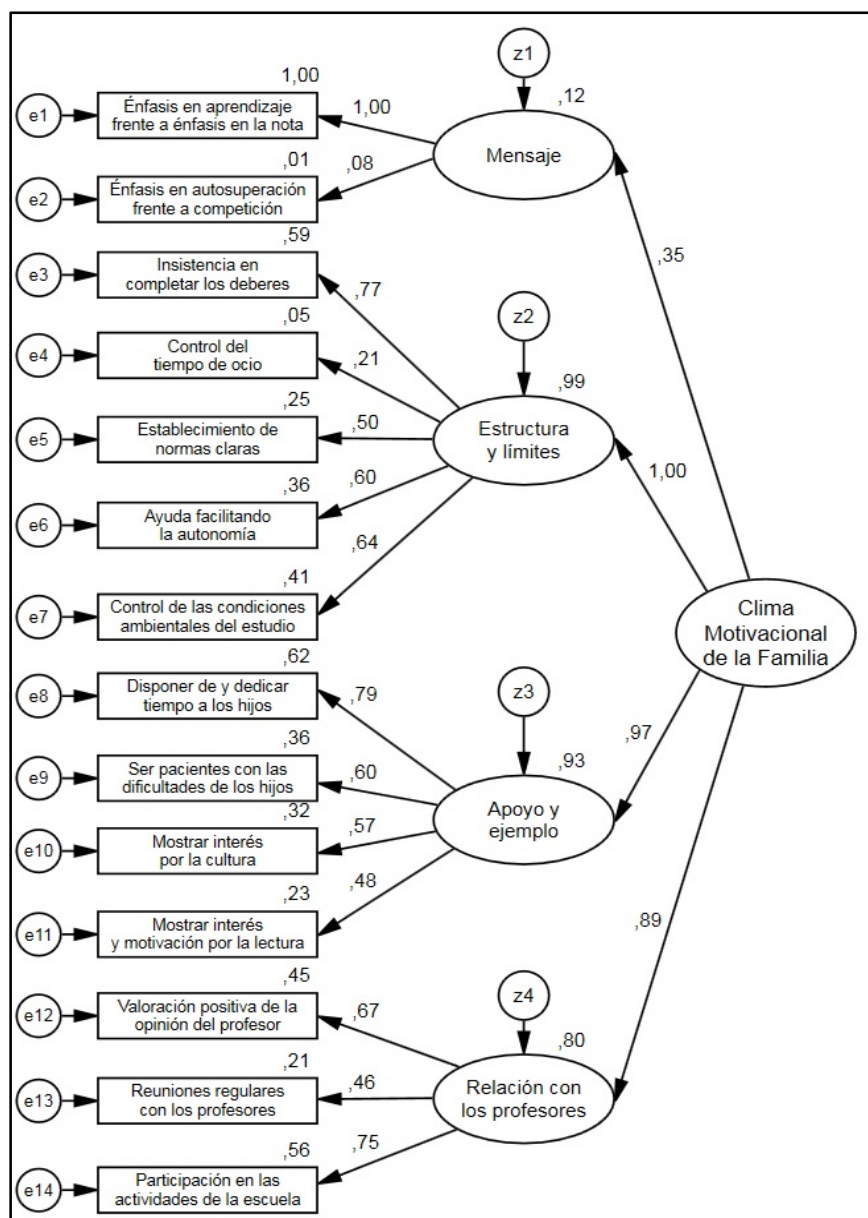 z1
1,00
,12
e1
Énfasis en aprendizaje
frente a énfasis en la nota
1,00
Mensaje
,01
,08
e2
Énfasis en autosuperación
frente a competición
,35
,59
e3
Insistencia en
completar los deberes
,77
z2
,05
e4
Control del
tiempo de ocio
,21
,99
,25
e5
Establecimiento de
normas claras
,50
Estructura
y límites
1,00
,36
e6
Ayuda facilitando
la autonomía
,60
,64
,41
e7
Control de las condiciones
ambientales del estudio
Clima
Motivacional
de la Familia
,62
e8
Disponer de y dedicar
tiempo a los hijos
,79
z3
,97
,36
,93
e9
Ser pacientes con las
dificultades de los hijos
,60
Apoyo y
ejemplo
,32
e10
Mostrar interés
por la cultura
,57
,48
,23
e11
Mostrar interés
y motivación por la lectura
,89
,45
e12
Valoración positiva de la
opinión del profesor
,67
z4
,80
,21
e13
Reuniones regulares
con los profesores
,46
Relación con
los profesores
,56
,75
e14
Participación en las
actividades de la escuela